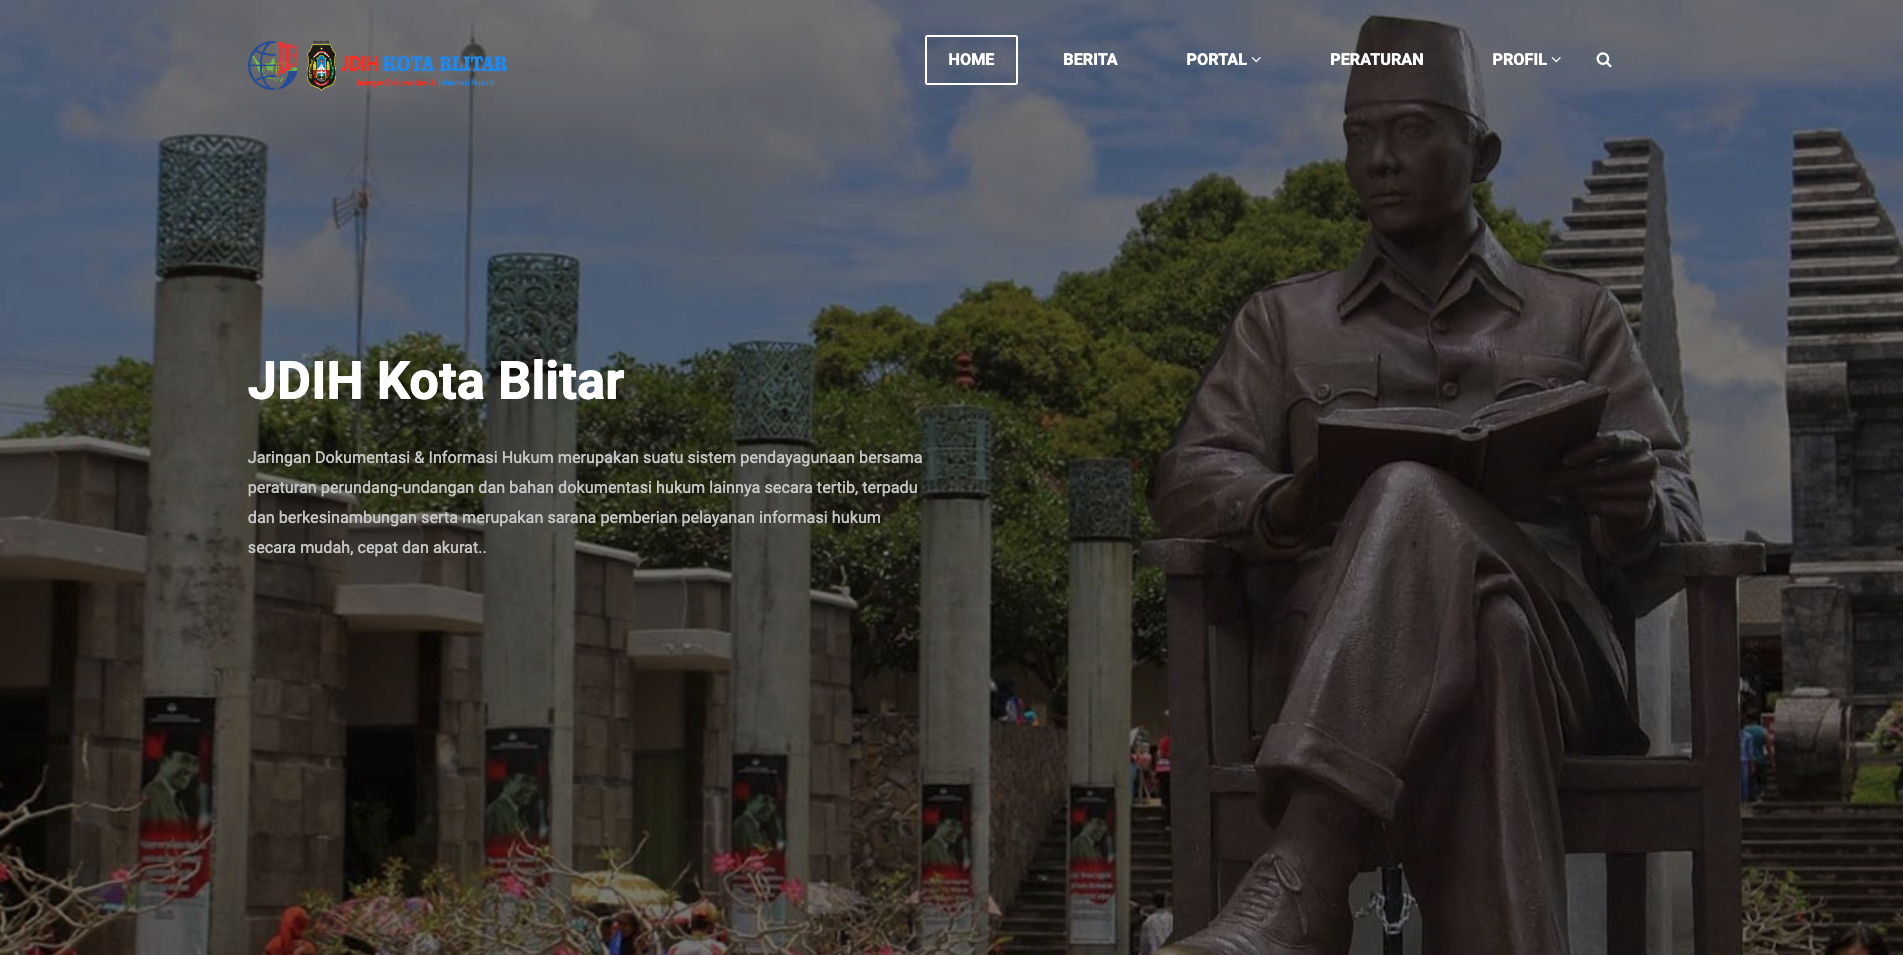 JDIH KOTA BLITAR
Informasi Hukum
HOME
BERITA
PORTAL
PERATURAN
PROFIL
JDIH Kota Blitar
Jaringan Dokumentasi & Informasi Hukum merupakan suatu sistem pendayagunaan bersama
peraturan perundang-undangan dan bahan dokumentasi hukum lainnya secara tertib, terpadu
dan berkesinambungan serta merupakan sarana pemberian pelayanan informasi hukum
secara mudah, cepat dan akurat..